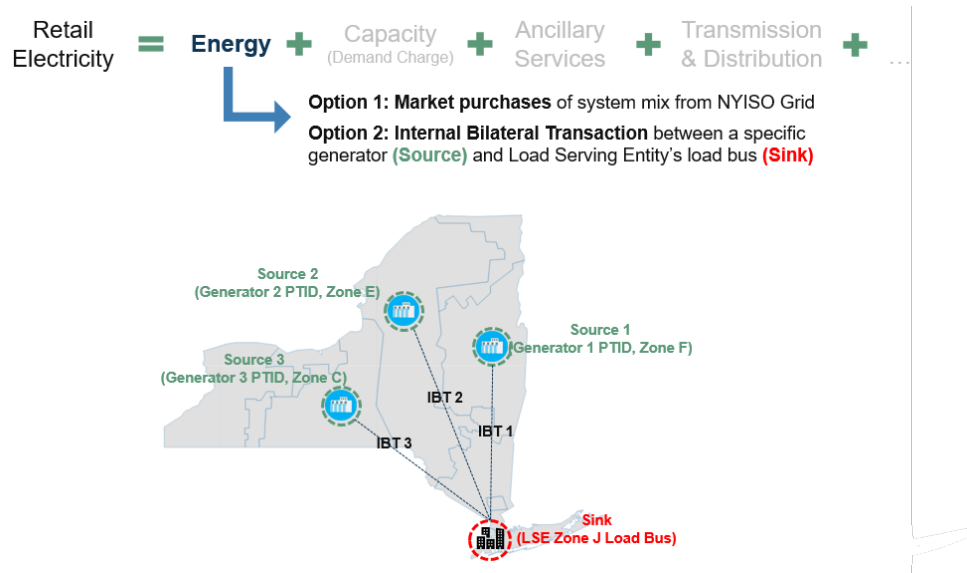 Retail Electricity = Energy + Capacity (Demand Charge) + Ancillary Services + Transmission & Distribution + ...
Option 1: Market purchases of system mix from NYISO Grid
Option 2: Internal Bilateral Transaction between a specific
generator (Source) and Load Serving Entity's load bus (Sink)
Source 2
(Generator 2 PTID, Zone E)
Source 1
(Generator 1 PTID, Zone F)
Source 3
(Generator 3 PTID, Zone C)
IBT 2
IBT 1
IBT 3
Sink
(LSE Zone J Load Bus)